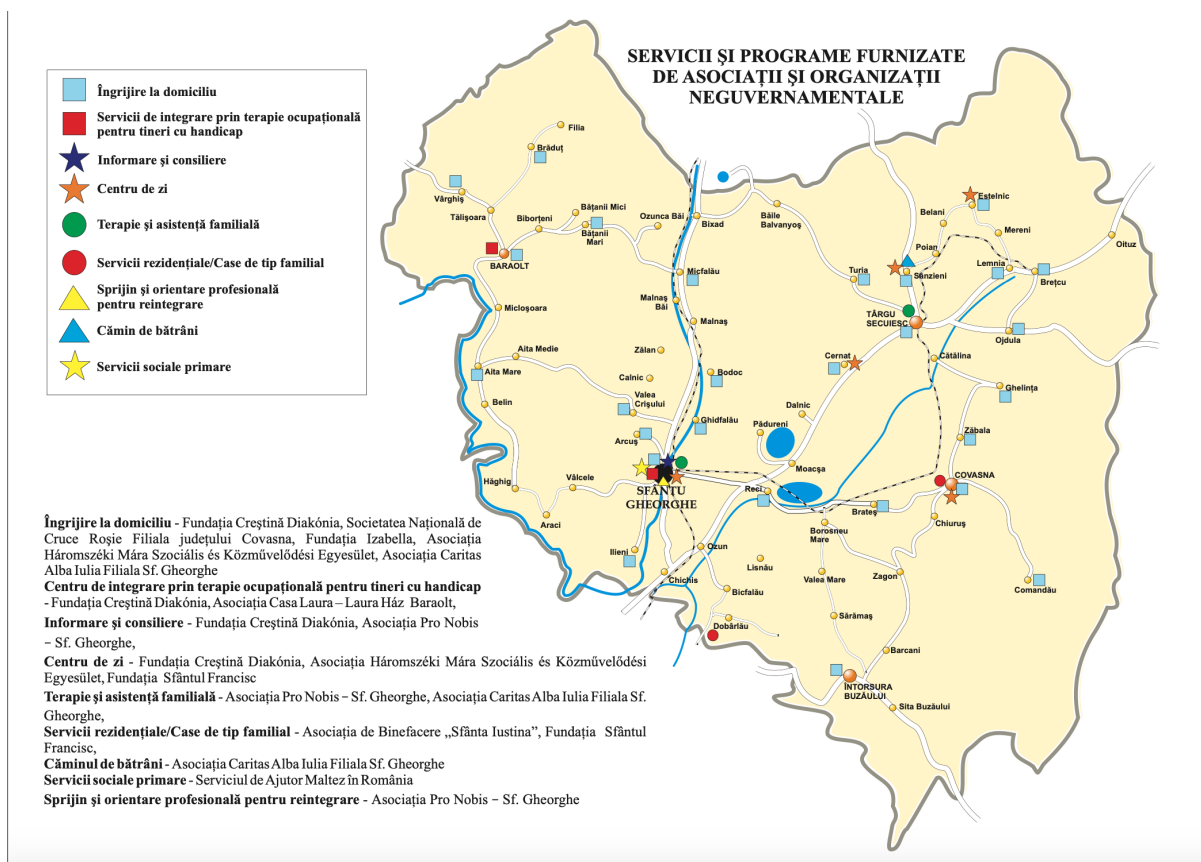 SERVICII ŞI PROGRAME FURNIZATE
DE ASOCIAŢII ŞI ORGANIZAŢII
NEGUVERNAMENTALE
Îngrijire la domiciliu
Servicii de integrare prin terapie ocupaţională
pentru tineri cu handicap
Informare şi consiliere
Centru de zi
Terapie şi asistenţă familială
Servicii rezidenţiale/Case de tip familial
Sprijin şi orientare profesională
pentru reintegrare
Cămin de bătrâni
Servicii sociale primare
Filia
Brăduţ
Vârghiş
Tălişoara
Biborţeni
Băţanii Mici
Băţanii
Mari
Ozunca Băi
Bixad
Băile
Balvanyoş
Estelnic
Belani
Mereni
Oituz
Poian
Lemnia
BARAOLT
Micfalău
Turia
Sânzieni
Breţcu
Malnaş
Băi
Micloşoara
Malnaş
TÂRGU
SECUIESC
Ojdula
Aita Medie
Zălan
Cernat
Cătălina
Aita Mare
Calnic
Bodoc
Ghelinţa
Belin
Valea
Crişului
Dalnic
Ghidfalău
Pădureni
Arcuş
Zăbala
Moacşa
COVASNA
Hăghig
Vâlcele
SFÂNTU
GHEORGHE
Reci
Brateş
Araci
Borosneu
Mare
Chiuruş
Ilieni
Ozun
Lisnău
Chichis
Valea Mare
Zagon
Comandău
Bicfalău
Sărămaş
Dobârlău
Barcani
ÎNTORSURA
BUZĂULUI
Sita Buzăului
Îngrijire la domiciliu - Fundaţia Creştină Diakónia, Societatea Naţională de
Cruce Roşie Filiala judeţului Covasna, Fundaţia Izabella, Asociaţia
Háromszéki Mára Szociális és Közművelődési Egyesület, Asociaţia Caritas
Alba Iulia Filiala Sf. Gheorghe
Centru de integrare prin terapie ocupaţională pentru tineri cu handicap
- Fundaţia Creştină Diakónia, Asociaţia Casa Laura – Laura Ház Baraolt,
Informare şi consiliere - Fundaţia Creştină Diakónia, Asociaţia Pro Nobis
– Sf. Gheorghe,
Centru de zi - Fundaţia Creştină Diakónia, Asociaţia Háromszéki Mára Szociális és Közművelődési
Egyesület, Fundaţia Sfântul Francisc
Terapie şi asistenţă familială - Asociaţia Pro Nobis – Sf. Gheorghe, Asociaţia Caritas Alba Iulia Filiala Sf.
Gheorghe,
Servicii rezidenţiale/Case de tip familial - Asociaţia de Binefacere „Sfânta Iustina”, Fundaţia Sfântul
Francisc,
Căminul de bătrâni - Asociaţia Caritas Alba Iulia Filiala Sf. Gheorghe
Servicii sociale primare - Serviciul de Ajutor Maltez în România
Sprijin şi orientare profesională pentru reintegrare - Asociaţia Pro Nobis – Sf. Gheorghe